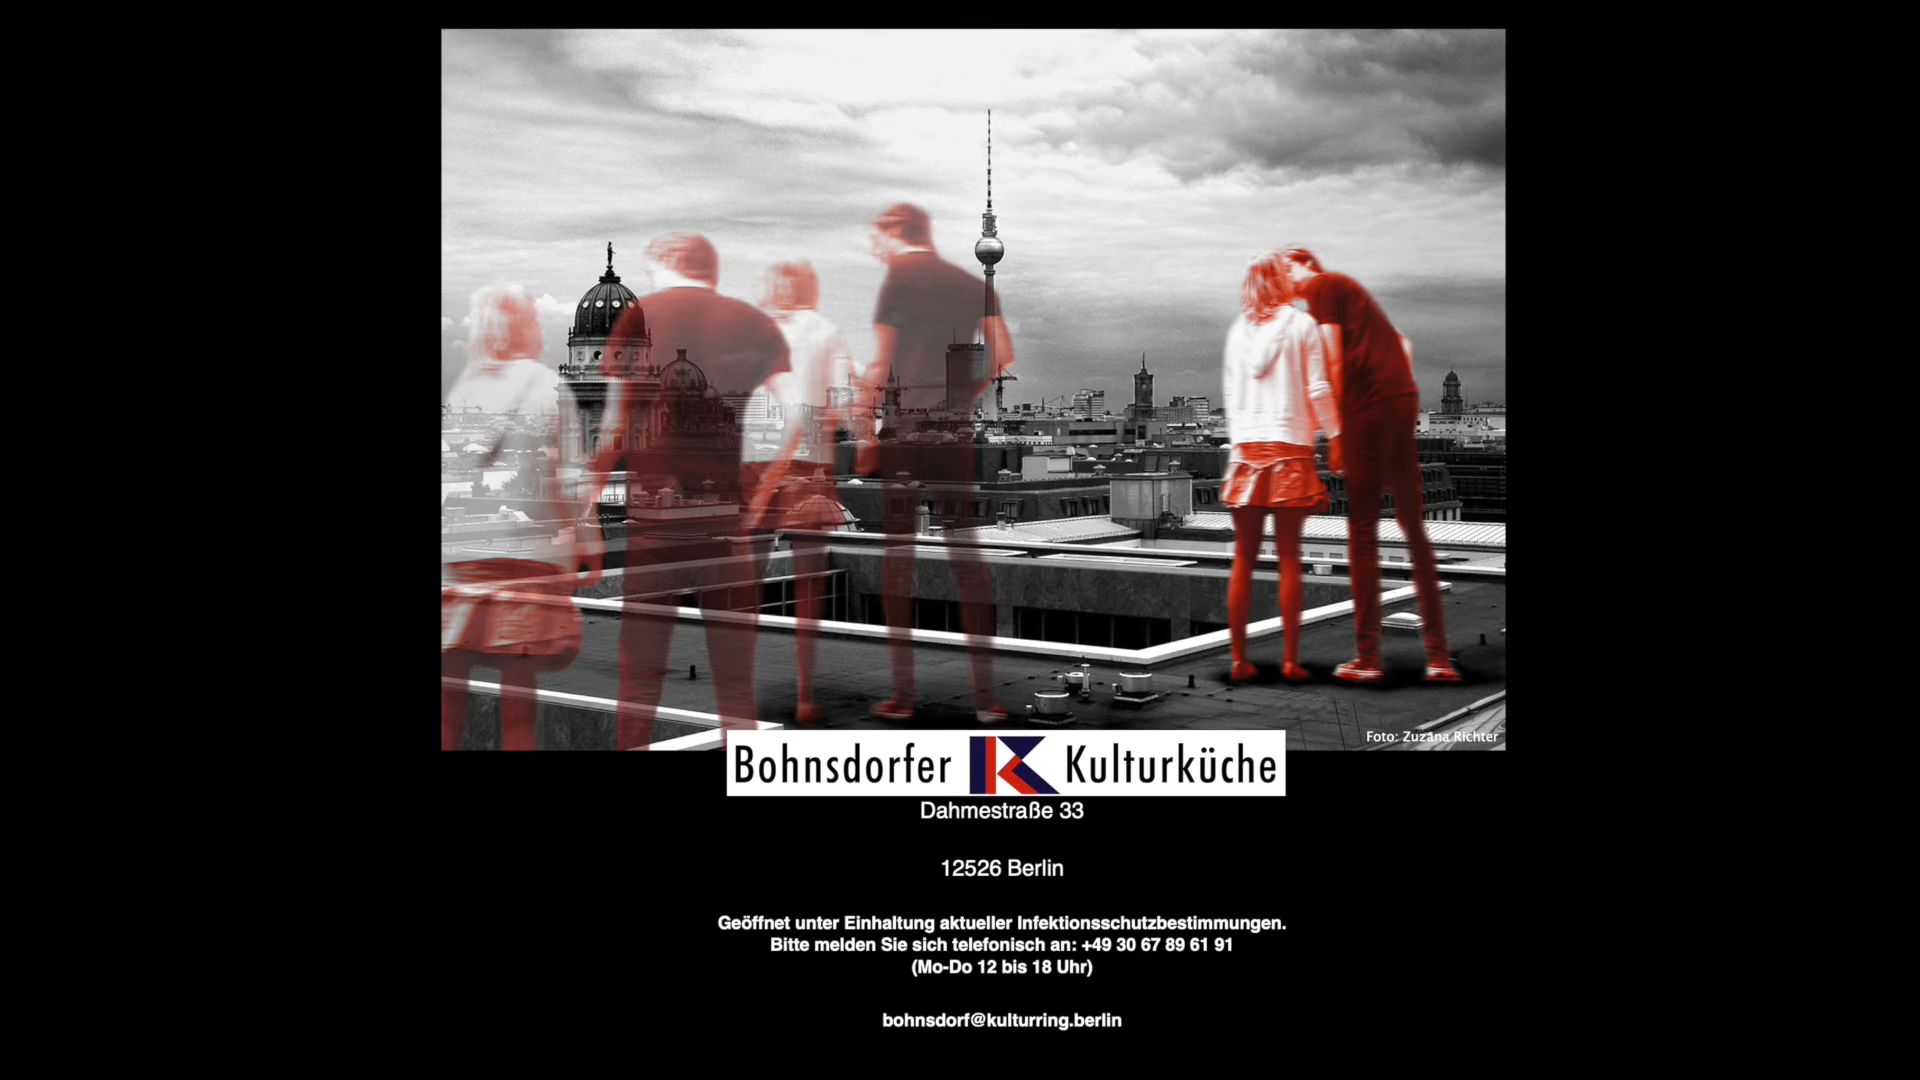 Foto: Zuzana Richter
Bohnsdorfer Kulturküche
Dahmestraße 33
12526 Berlin
Geöffnet unter Einhaltung aktueller Infektionsschutzbestimmungen.
Bitte melden Sie sich telefonisch an: +49 30 67 89 61 91
(Mo-Do 12 bis 18 Uhr)
bohnsdorf@kulturring.berlin